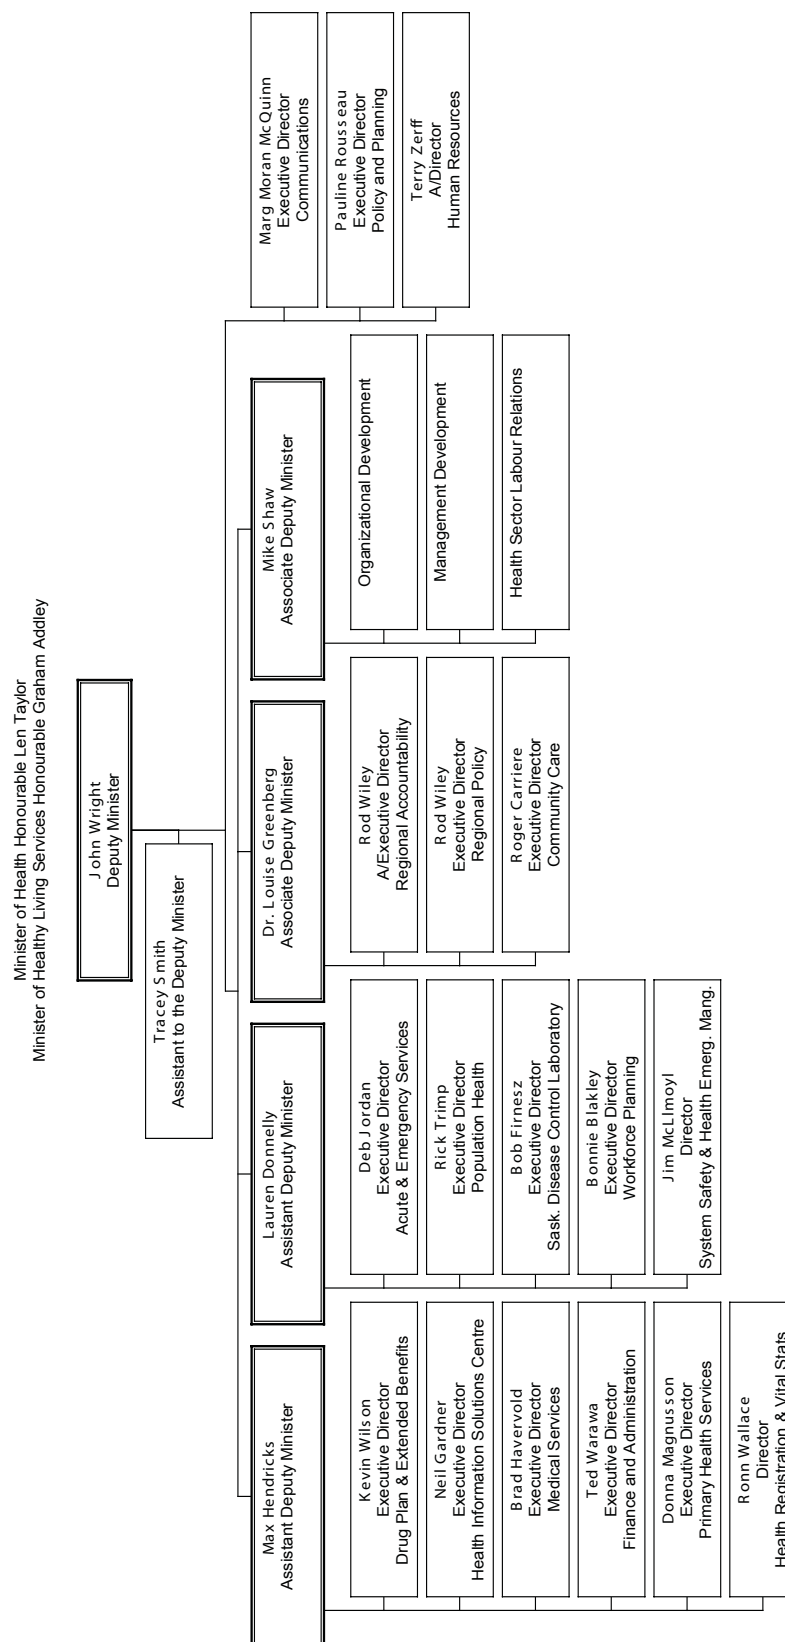 Minister of Health Honourable Len Taylor
Minister of Healthy Living Services Honourable Graham Addley
John Wright
Deputy Minister
Tracey Smith
Assistant to the Deputy Minister
Max Hendricks
Assistant Deputy Minister
Lauren Donnelly
Assistant Deputy Minister
Dr. Louise Greenberg
Associate Deputy Minister
Mike Shaw
Associate Deputy Minister
Marg Moran McQuinn
Executive Director
Communications
Pauline Rousseau
Executive Director
Policy and Planning
Terry Zerff
A/Director
Human Resources
Kevin Wilson
Executive Director
Drug Plan & Extended Benefits
Neil Gardner
Executive Director
Health Information Solutions Centre
Brad Havervold
Executive Director
Medical Services
Ted Warawa
Executive Director
Finance and Administration
Donna Magnusson
Executive Director
Primary Health Services
Ronn Wallace
Director
Health Registration & Vital Stats
Deb Jordan
Executive Director
Acute & Emergency Services
Rick Trimp
Executive Director
Population Health
Bob Firnesz
Executive Director
Sask. Disease Control Laboratory
Bonnie Blakley
Executive Director
Workforce Planning
Jim McLlmoyl
Director
System Safety & Health Emerg. Mang.
Rod Wiley
A/Executive Director
Regional Accountability
Rod Wiley
Executive Director
Regional Policy
Roger Carriere
Executive Director
Community Care
Organizational Development
Management Development
Health Sector Labour Relations